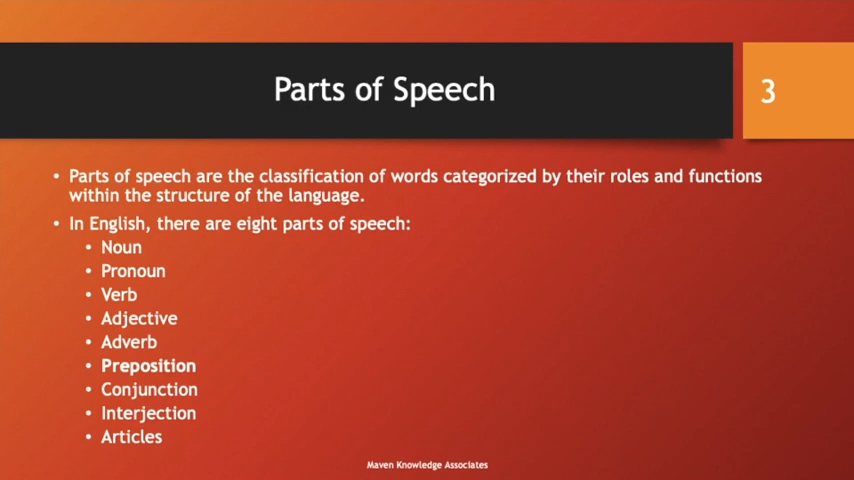 Parts of Speech
3
• Parts of speech are the classification of words categorized by their roles and functions
within the structure of the language.
• In English, there are eight parts of speech:
• Noun
• Pronoun
• Verb
• Adjective
• Adverb
• Preposition
• Conjunction
• Interjection
• Articles
Maven Knowledge Associates